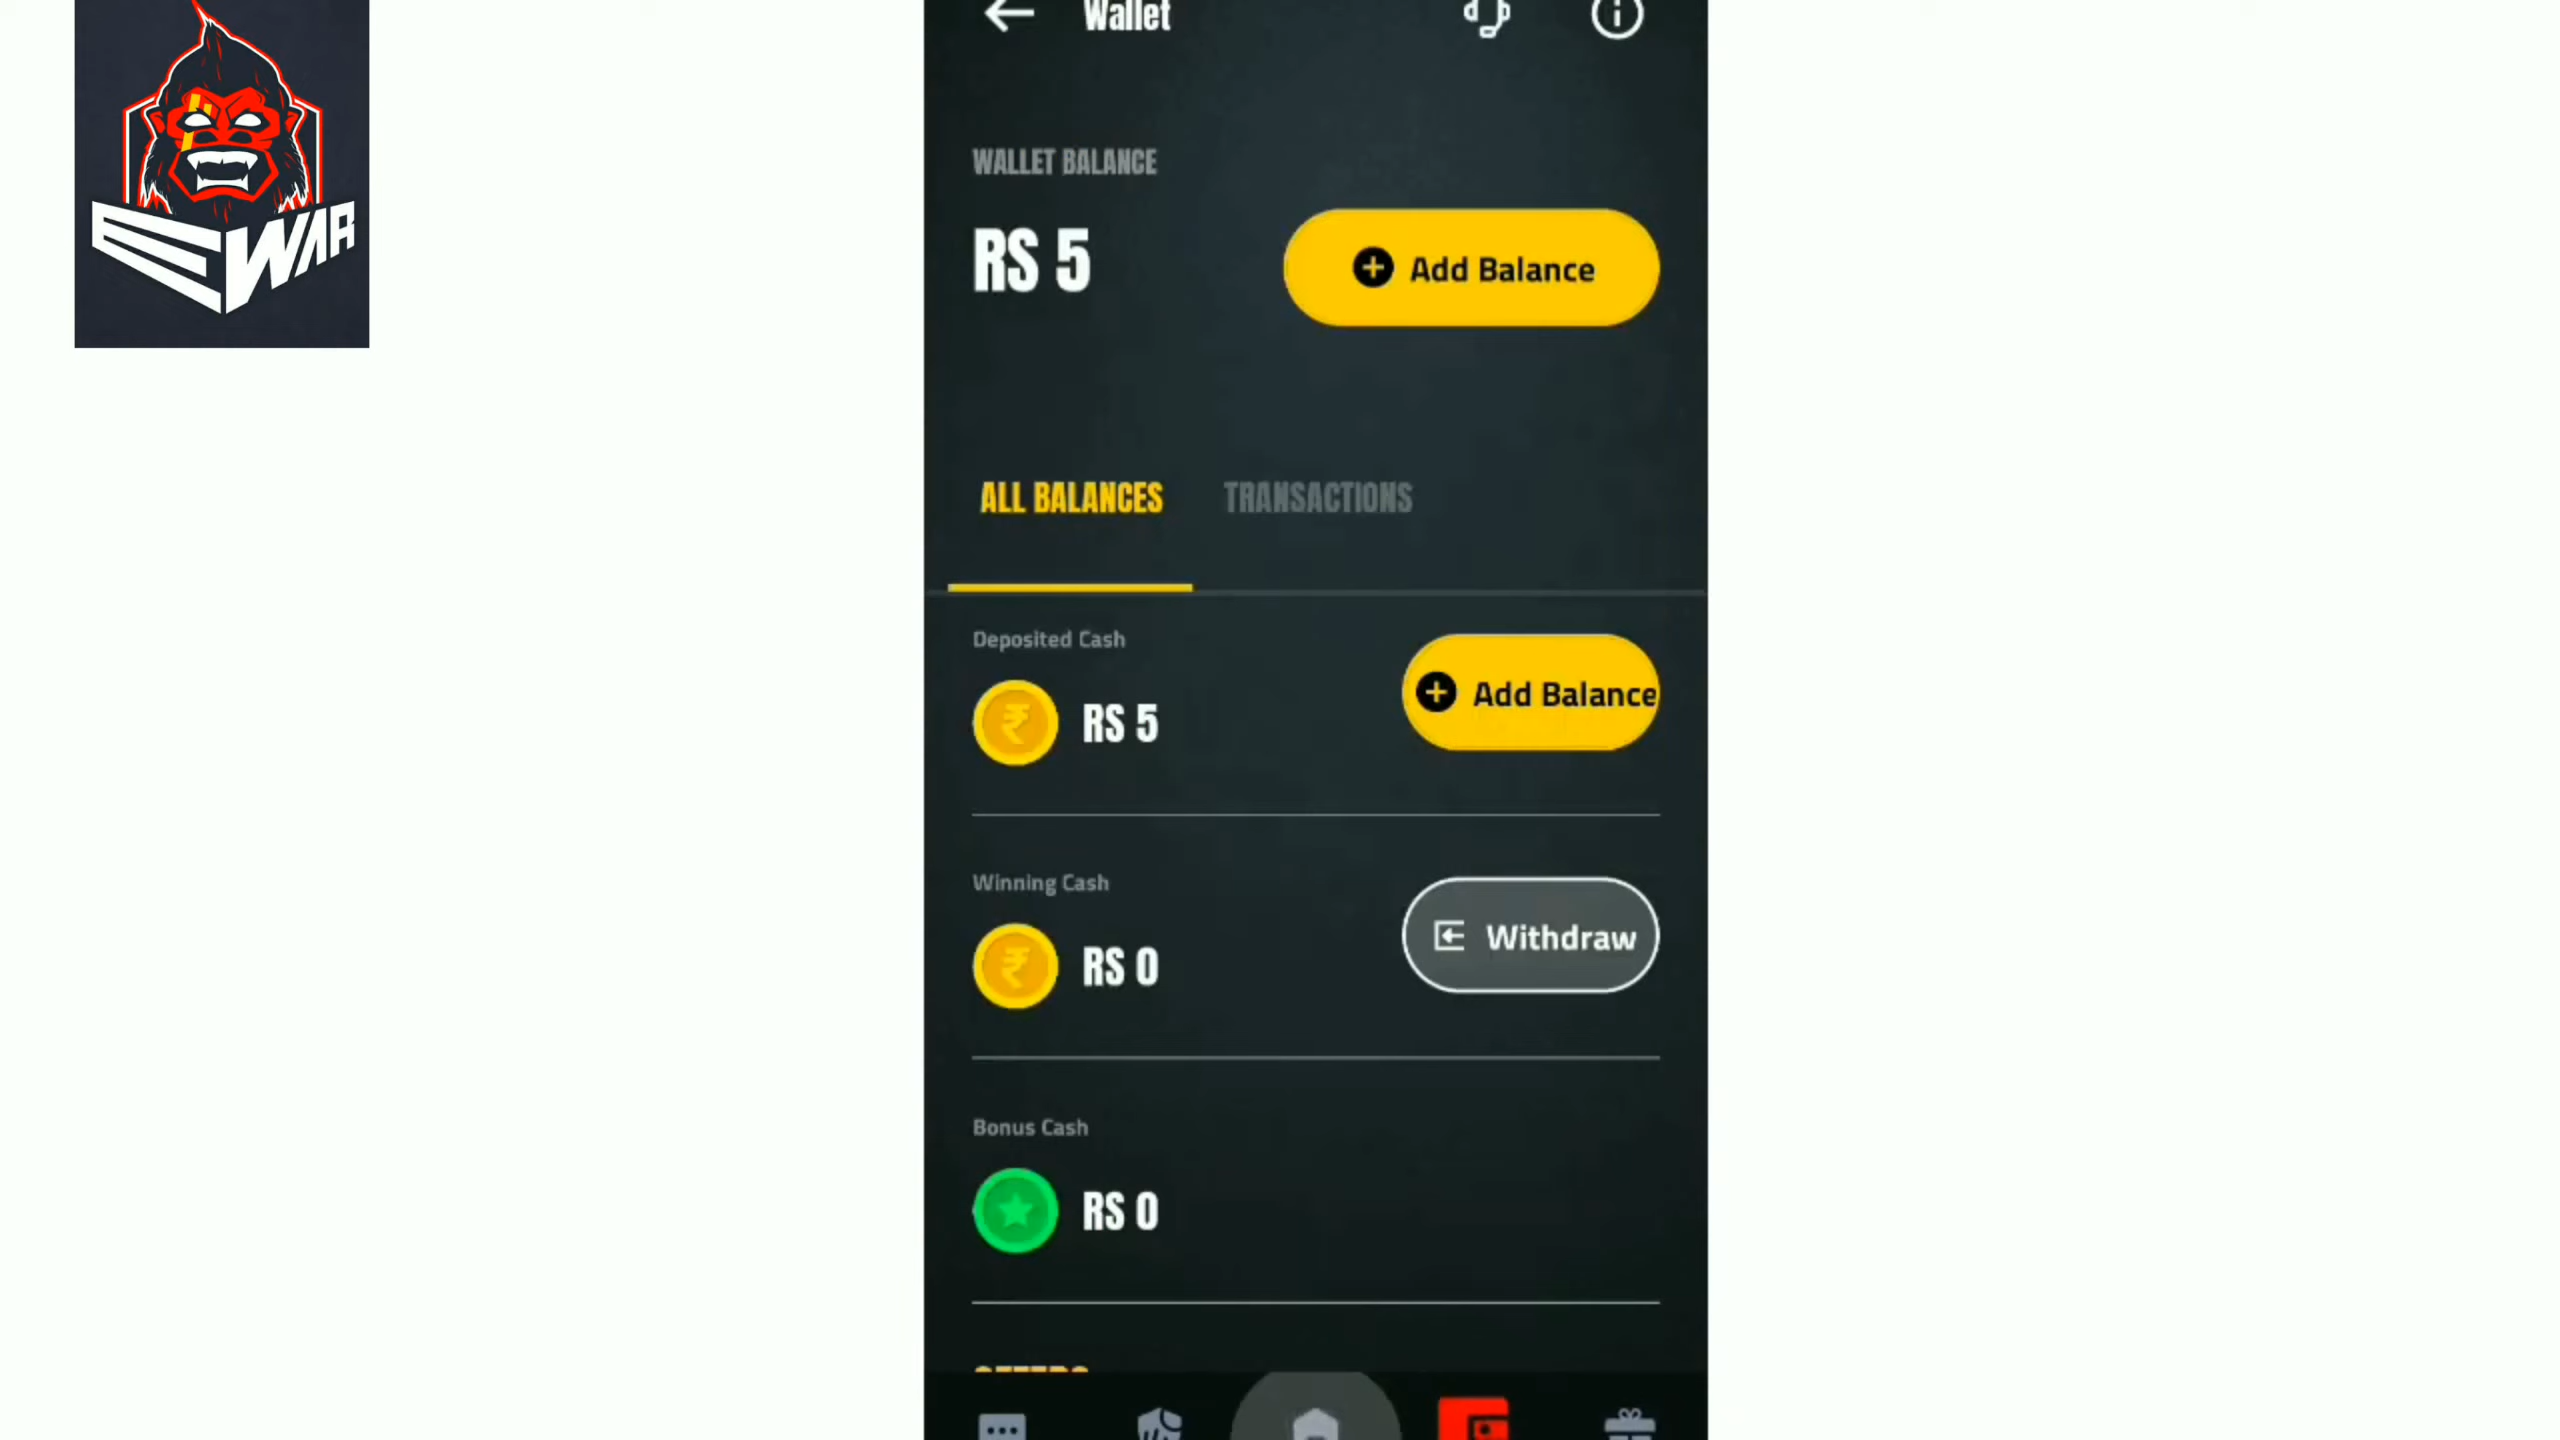 EWAR
Wallet
WALLET BALANCE
RS 5
Add Balance
ALL BALANCES
TRANSACTIONS
Deposited Cash
RS 5
Add Balance
Winning Cash
RS 0
Withdraw
Bonus Cash
RS 0